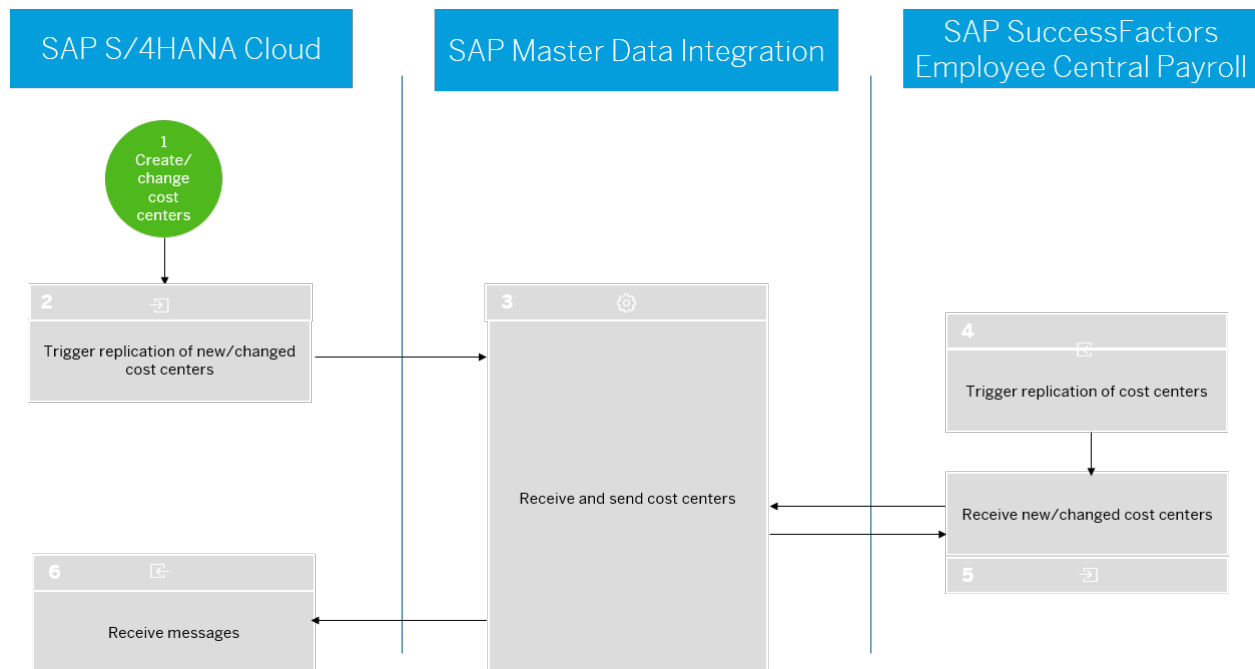 SAP S/4HANA Cloud
SAP Master Data Integration
SAP SuccessFactors
Employee Central Payroll
1
Create/
change
cost
centers
2
Trigger replication of new/changed
cost centers
3
Receive and send cost centers
4
Trigger replication of cost centers
Receive new/changed cost centers
5
6
Receive messages